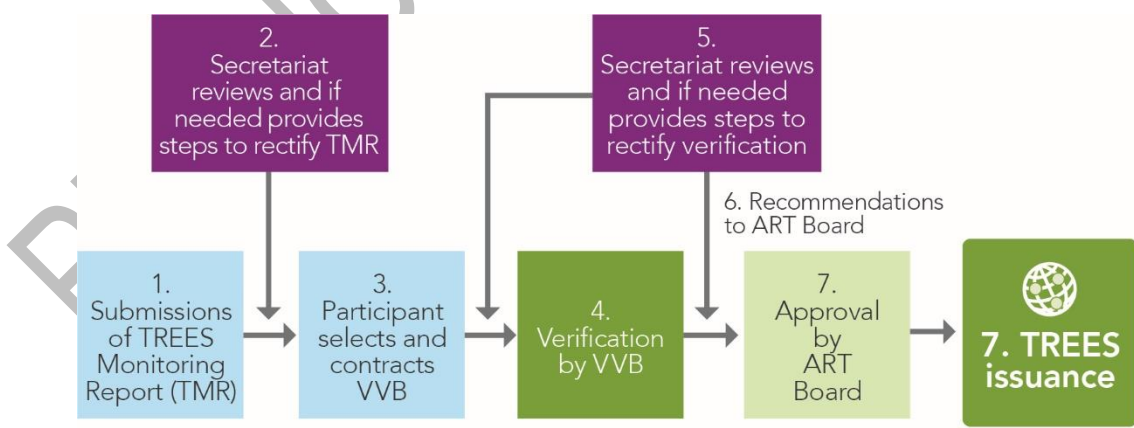 2.
Secretariat
reviews and if
needed provides
steps to rectify TMR
5.
Secretariat reviews
and if needed
provides steps to
rectify verification
6. Recommendations
to ART Board
1.
Submissions
of TREES
Monitoring
Report (TMR)
3.
Participant
selects and
contracts
VVB
4.
Verification
by VVB
7.
Approval
by
ART
Board
7. TREES
issuance